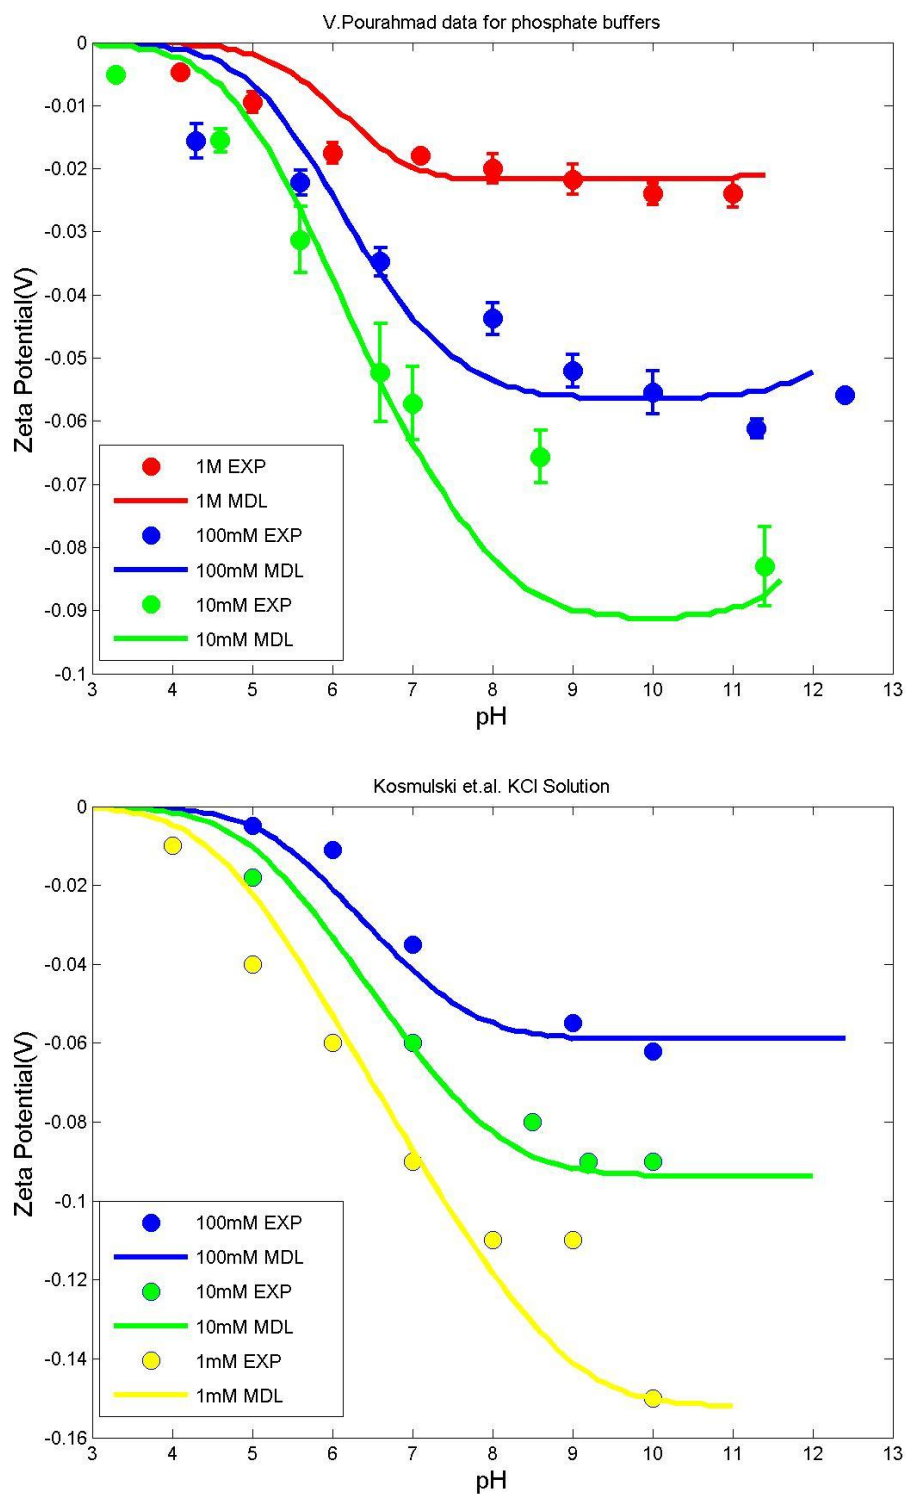 V.Pourahmad data for phosphate buffers
0
-0.01
-0.02
-0.03
-0.04
-0.05
-0.06
-0.07
-0.08
-0.09
-0.1
Zeta Potential(V)
1M EXP
1M MDL
100mM EXP
100mM MDL
10mM EXP
10mM MDL
3 4 5 6 7 8 9 10 11 12 13
pH
Kosmulski et.al. KCl Solution
0
-0.02
-0.04
-0.06
-0.08
-0.1
-0.12
-0.14
-0.16
Zeta Potential(V)
100mM EXP
100mM MDL
10mM EXP
10mM MDL
1mM EXP
1mM MDL
3 4 5 6 7 8 9 10 11 12 13
pH